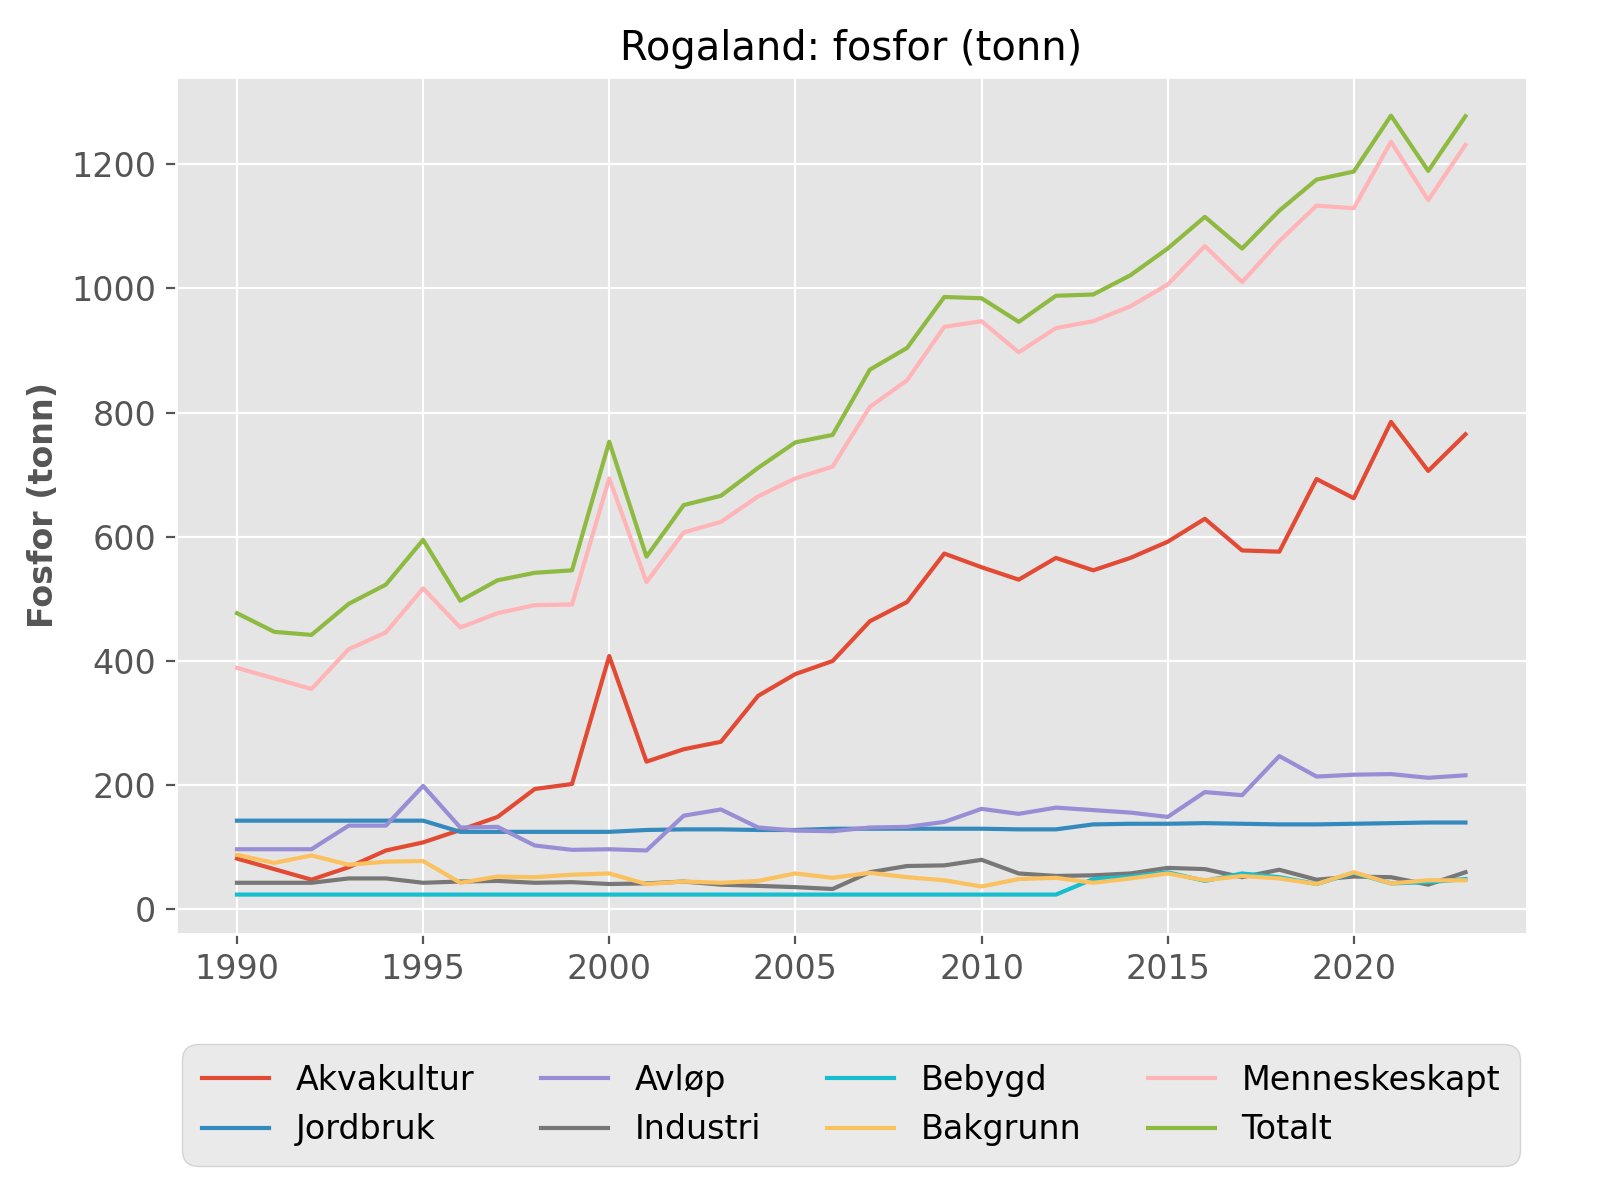 Rogaland: fosfor (tonn)
Fosfor (tonn)
1200
1000
800
600
400
200
0
1990 1995 2000 2005 2010 2015 2020
Akvakultur Avløp Bebygd Menneskeskapt
Jordbruk Industri Bakgrunn Totalt